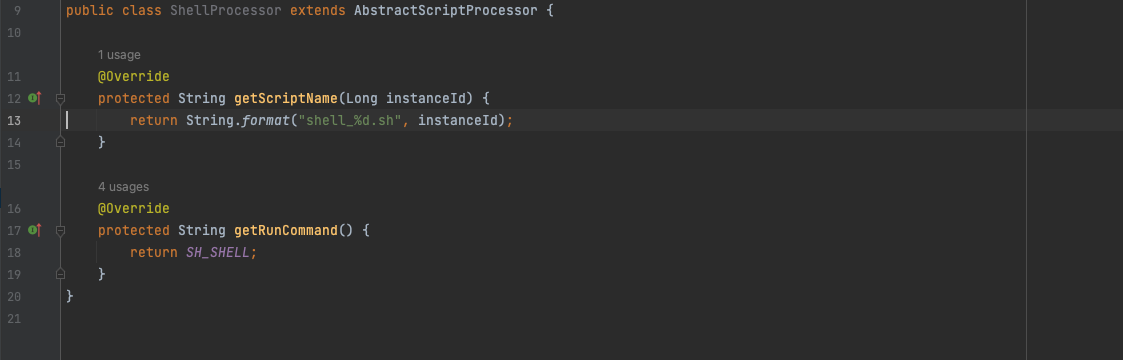 9 public class ShellProcessor extends AbstractScriptProcessor {
10
1 usage
11 @Override
12 protected String getScriptName(Long instanceId) {
13 return String.format("shell_%d.sh", instanceId);
14 }
15
4 usages
16 @Override
17 protected String getRunCommand() {
18 return SH_SHELL;
19 }
20 }
21